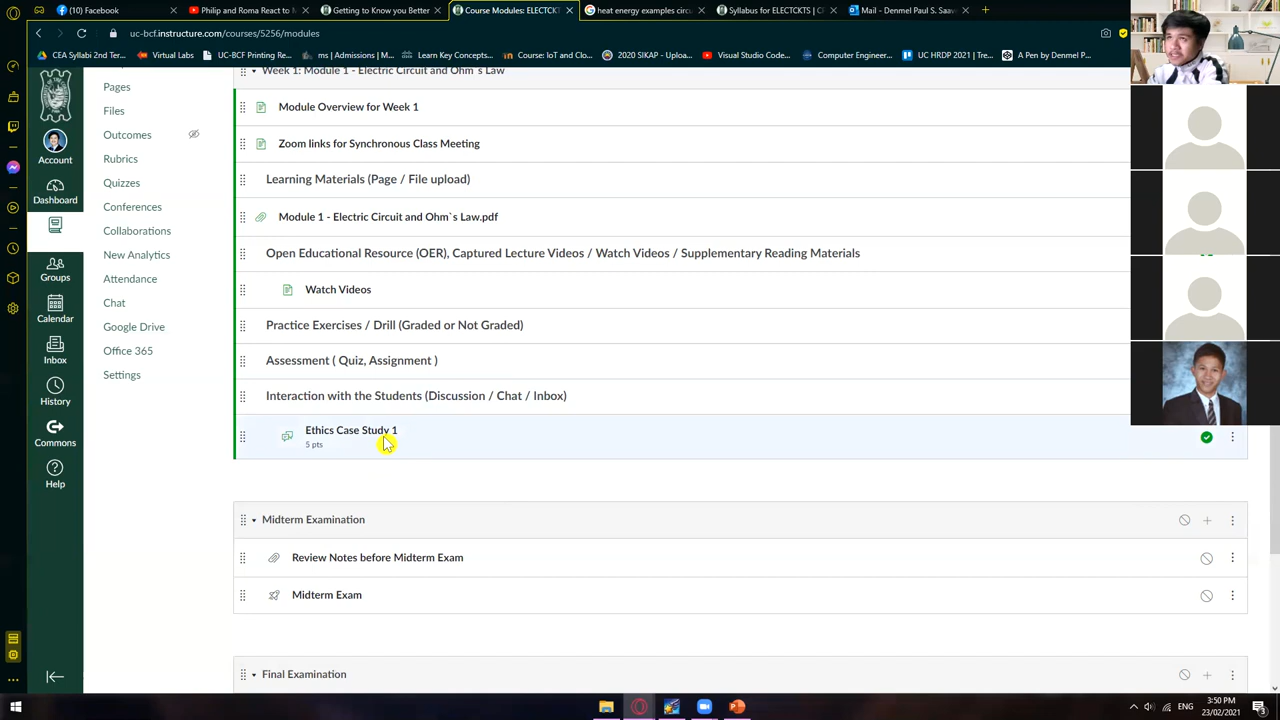 (10) Facebook
Philip and Roma React to M
Getting to Know you Better
Course Modules: ELECTCKT
heat energy examples circu
Syllabus for ELECTCKTS | CP
Mail - Denmel Paul S. Saave
uc-bcf.instructure.com/courses/5256/modules
CEA Syllabi 2nd Ter...
Virtual Labs
UC-BCF Printing Re...
ms | Admissions | M...
Learn Key Concepts...
Course: IoT and Clo...
2020 SIKAP - Uploa...
Visual Studio Code...
Computer Engineer...
UC HRDP 2021 | Tr...
A Pen by Denmel P...
Week 1: Module 1 - Electric Circuit and Ohm`s Law
Account
Dashboard
Groups
Calendar
Inbox
History
Commons
Help
Pages
Files
Outcomes
Rubrics
Quizzes
Conferences
Collaborations
New Analytics
Attendance
Chat
Google Drive
Office 365
Settings
Module Overview for Week 1
Zoom links for Synchronous Class Meeting
Learning Materials (Page / File upload)
Module 1 - Electric Circuit and Ohm`s Law.pdf
Open Educational Resource (OER), Captured Lecture Videos / Watch Videos / Supplementary Reading Materials
Watch Videos
Practice Exercises / Drill (Graded or Not Graded)
Assessment ( Quiz, Assignment )
Interaction with the Students (Discussion / Chat / Inbox)
Ethics Case Study 1
5 pts
Midterm Examination
Review Notes before Midterm Exam
Midterm Exam
Final Examination
ENG
3:50 PM
23/02/2021